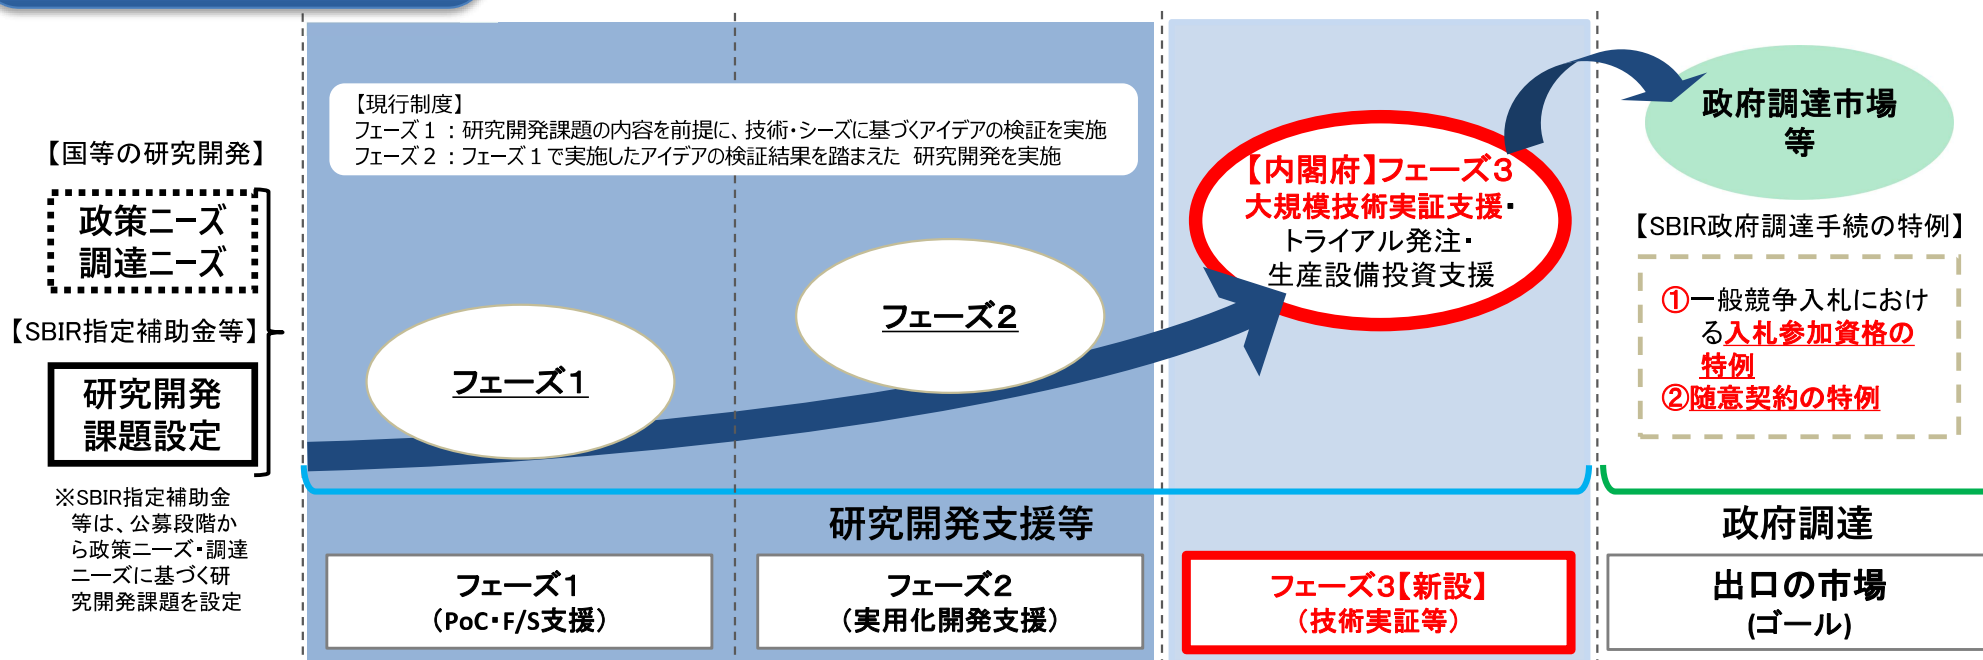 【国等の研究開発】
政策ニーズ
調達ニーズ
【SBIR指定補助金等】
研究開発
課題設定
※SBIR指定補助金
等は、公募段階か
ら政策ニーズ・調達
ニーズに基づく研
究開発課題を設定
【現行制度】
フェーズ１：研究開発課題の内容を前提に、技術・シーズに基づくアイデアの検証を実施
フェーズ２：フェーズ１で実施したアイデアの検証結果を踏まえた 研究開発を実施
フェーズ１
フェーズ２
【内閣府】フェーズ３
大規模技術実証支援・
トライアル発注・
生産設備投資支援
政府調達市場
等
【SBIR政府調達手続の特例】
①一般競争入札におけ
る入札参加資格の
特例
②随意契約の特例
研究開発支援等
政府調達
フェーズ１
（PoC・F/S支援）
フェーズ２
（実用化開発支援）
フェーズ３【新設】
（技術実証等）
出口の市場
(ゴール)